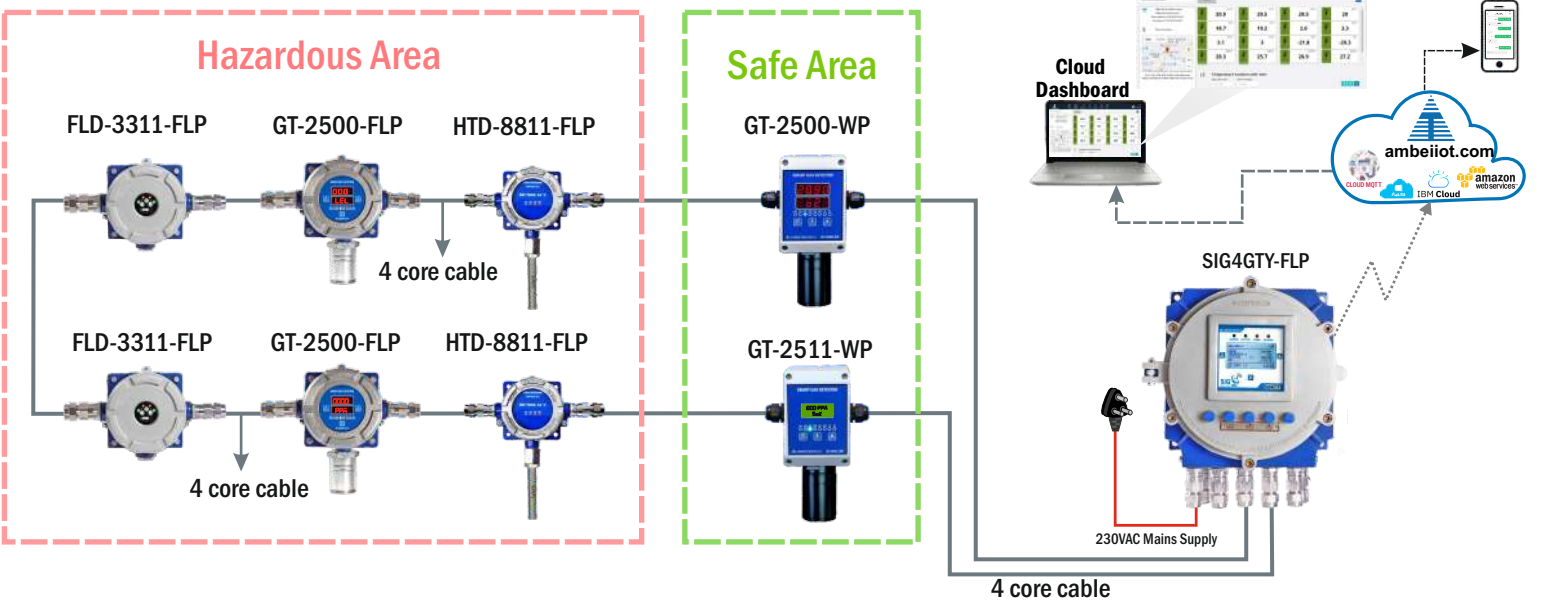 Hazardous Area
Safe Area
Cloud
Dashboard
FLD-3311-FLP
GT-2500-FLP
HTD-8811-FLP
GT-2500-WP
ambeiiot.com
CLOUD MQTT
IBM Cloud
amazon
webservices
4 core cable
SIG4GTY-FLP
FLD-3311-FLP
GT-2500-FLP
HTD-8811-FLP
GT-2511-WP
4 core cable
230VAC Mains Supply
4 core cable